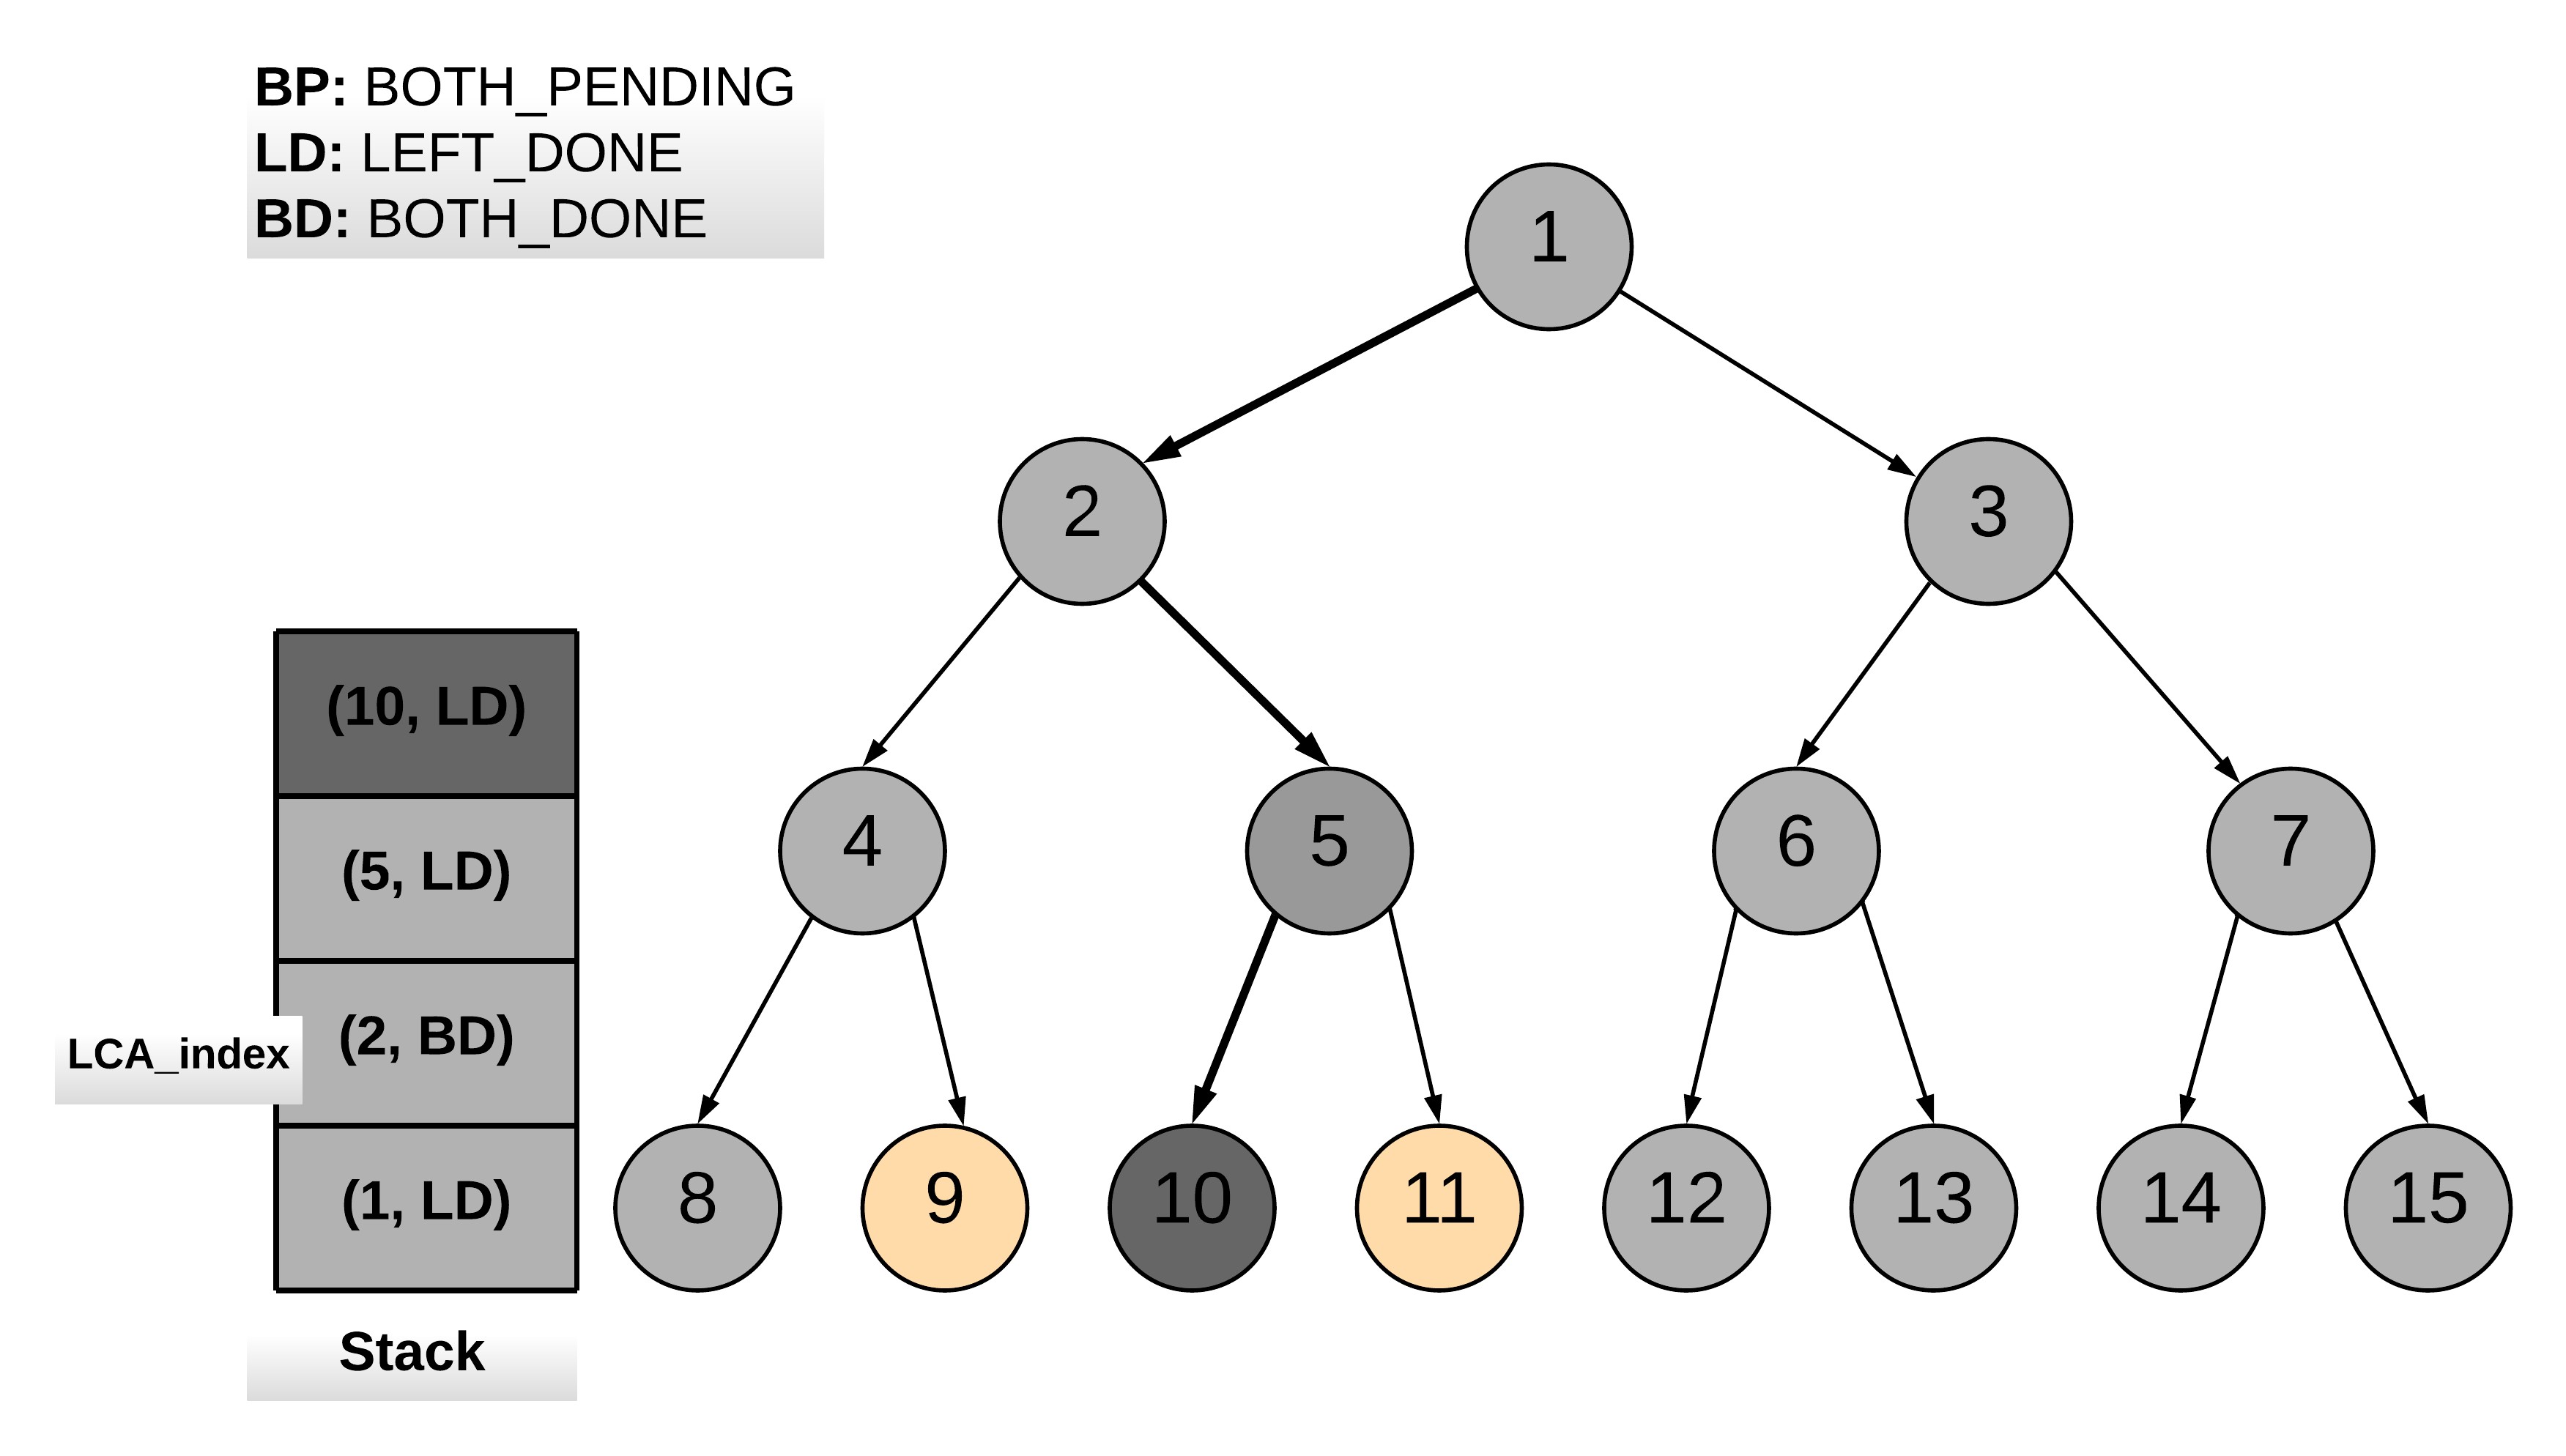 BP: BOTH_PENDING
LD: LEFT_DONE
BD: BOTH_DONE
1
2
3
4
5
6
7
8
9
10
11
12
13
14
15
(10, LD)
(5, LD)
(2, BD)
LCA_index
(1, LD)
Stack